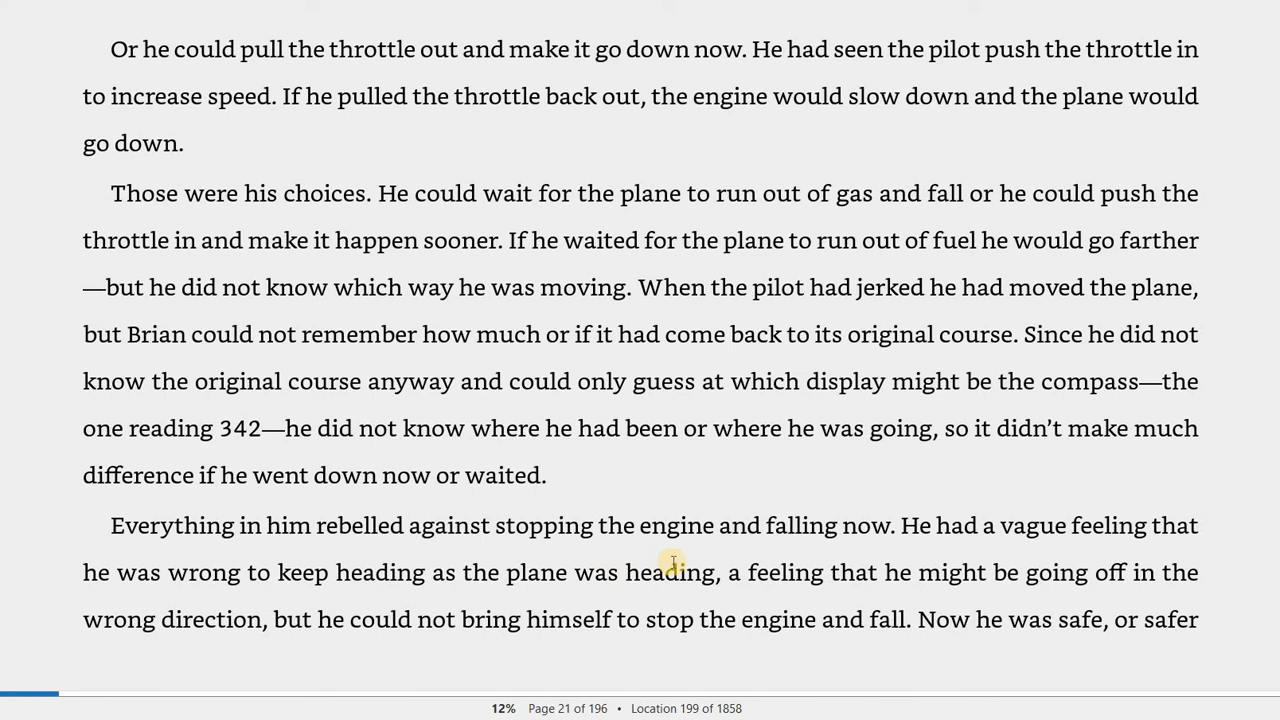 Or he could pull the throttle out and make it go down now. He had seen the pilot push the throttle in
to increase speed. If he pulled the throttle back out, the engine would slow down and the plane would
go down.
Those were his choices. He could wait for the plane to run out of gas and fall or he could push the
throttle in and make it happen sooner. If he waited for the plane to run out of fuel he would go farther
—but he did not know which way he was moving. When the pilot had jerked he had moved the plane,
but Brian could not remember how much or if it had come back to its original course. Since he did not
know the original course anyway and could only guess at which display might be the compass—the
one reading 342—he did not know where he had been or where he was going, so it didn’t make much
difference if he went down now or waited.
Everything in him rebelled against stopping the engine and falling now. He had a vague feeling that
he was wrong to keep heading as the plane was heading, a feeling that he might be going off in the
wrong direction, but he could not bring himself to stop the engine and fall. Now he was safe, or safer
12% Page 21 of 196 • Location 199 of 1858